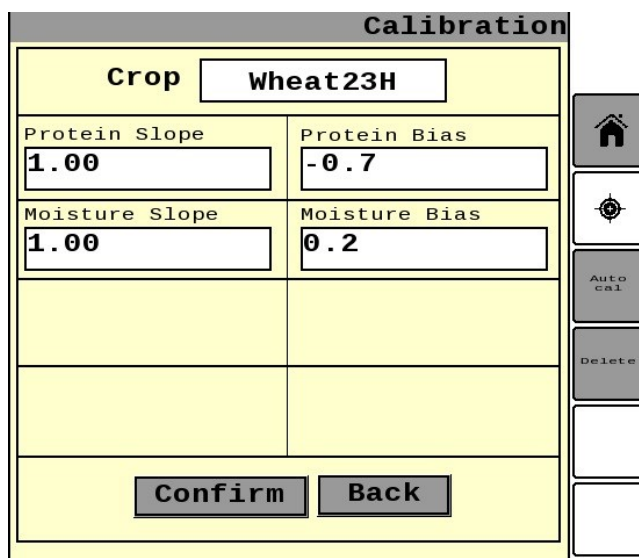 Calibration
Crop Wheat23H
Protein Slope Protein Bias
1.00 -0.7
Moisture Slope Moisture Bias
1.00 0.2
Auto
cal
Delete
Confirm Back